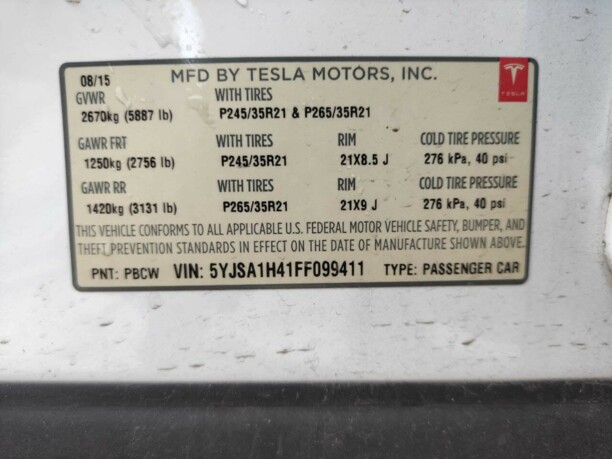 08/15 MFD BY TESLA MOTORS, INC.
TESLA
GVWR WITH TIRES
2670kg (5887 lb) P245/35R21 & P265/35R21
GAWR FRT WITH TIRES RIM COLD TIRE PRESSURE
1250kg (2756 lb) P245/35R21 21X8.5 J 276 kPa, 40 psi
GAWR RR WITH TIRES RIM COLD TIRE PRESSURE
1420kg (3131 lb) P265/35R21 21X9 J 276 kPa, 40 psi
THIS VEHICLE CONFORMS TO ALL APPLICABLE U.S. FEDERAL MOTOR VEHICLE SAFETY, BUMPER, AND
THEFT PREVENTION STANDARDS IN EFFECT ON THE DATE OF MANUFACTURE SHOWN ABOVE.
PNT: PBCW VIN: 5YJSA1H41FF099411 TYPE: PASSENGER CAR